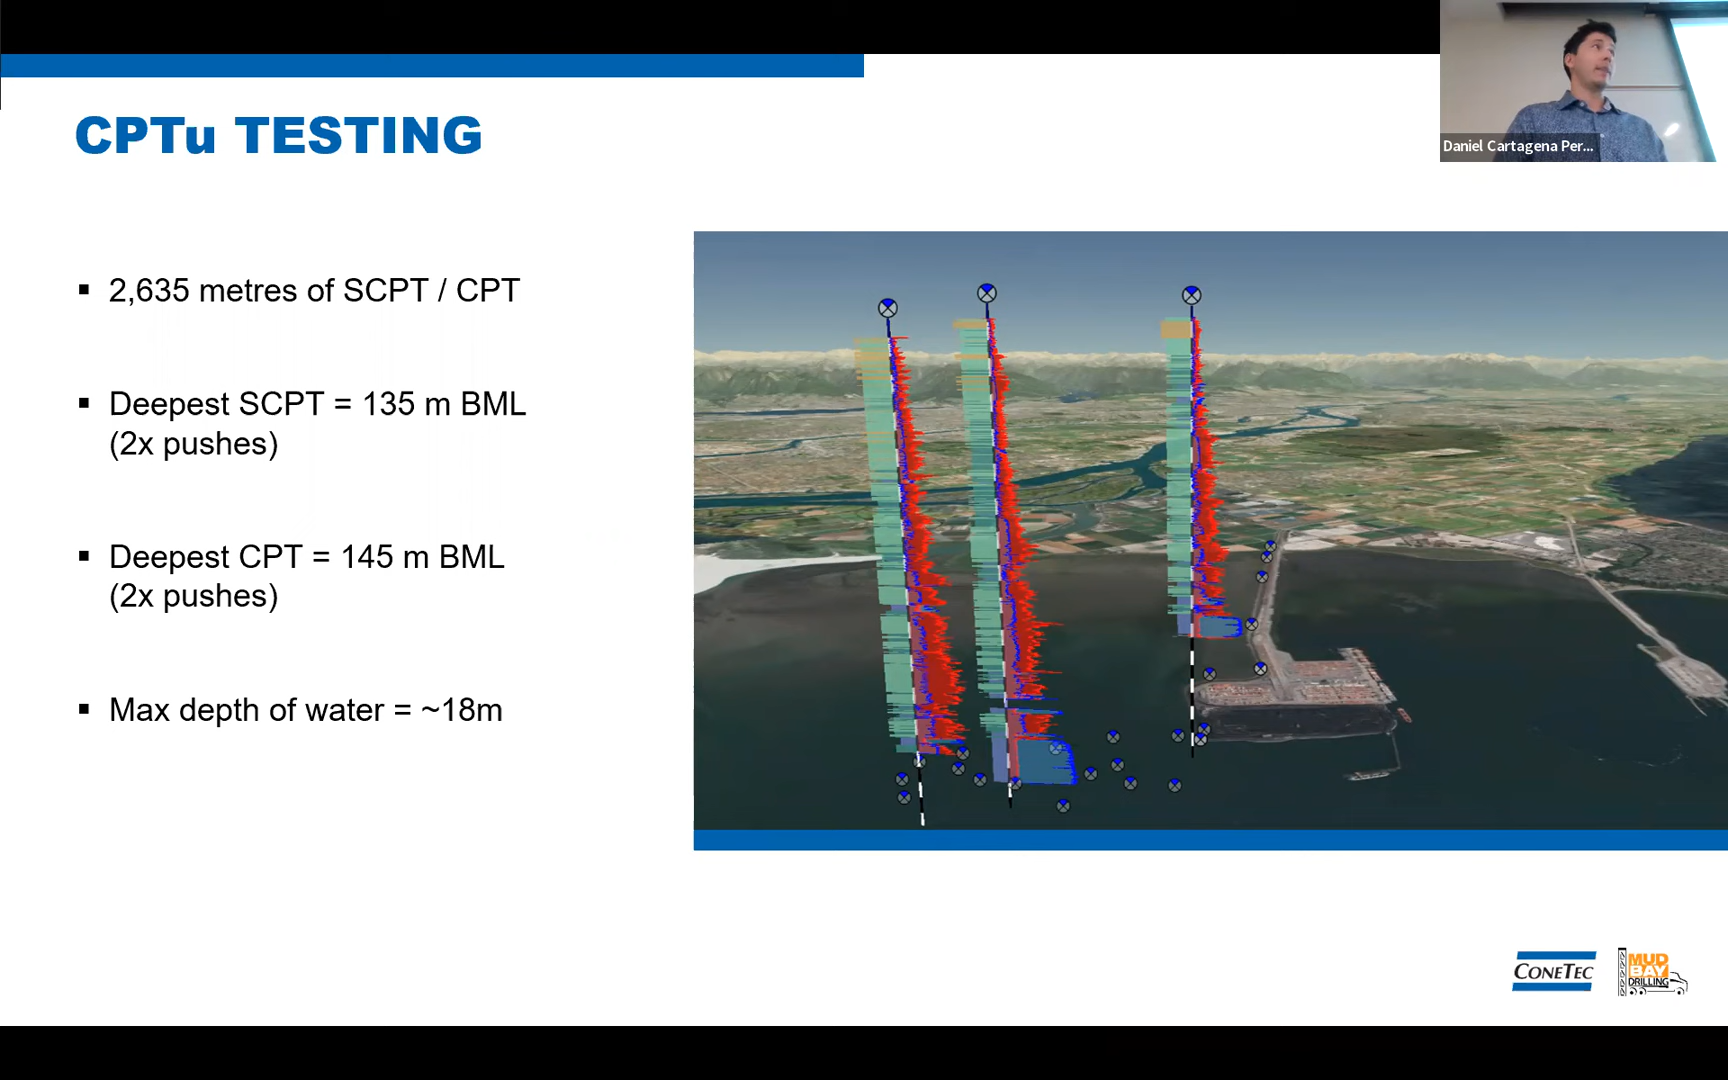 Daniel Cartagena Per...
CPTu TESTING
▪ 2,635 metres of SCPT / CPT
▪ Deepest SCPT = 135 m BML
(2x pushes)
▪ Deepest CPT = 145 m BML
(2x pushes)
▪ Max depth of water = ~18m
CONETEC
MUD
BAY
DRILLING